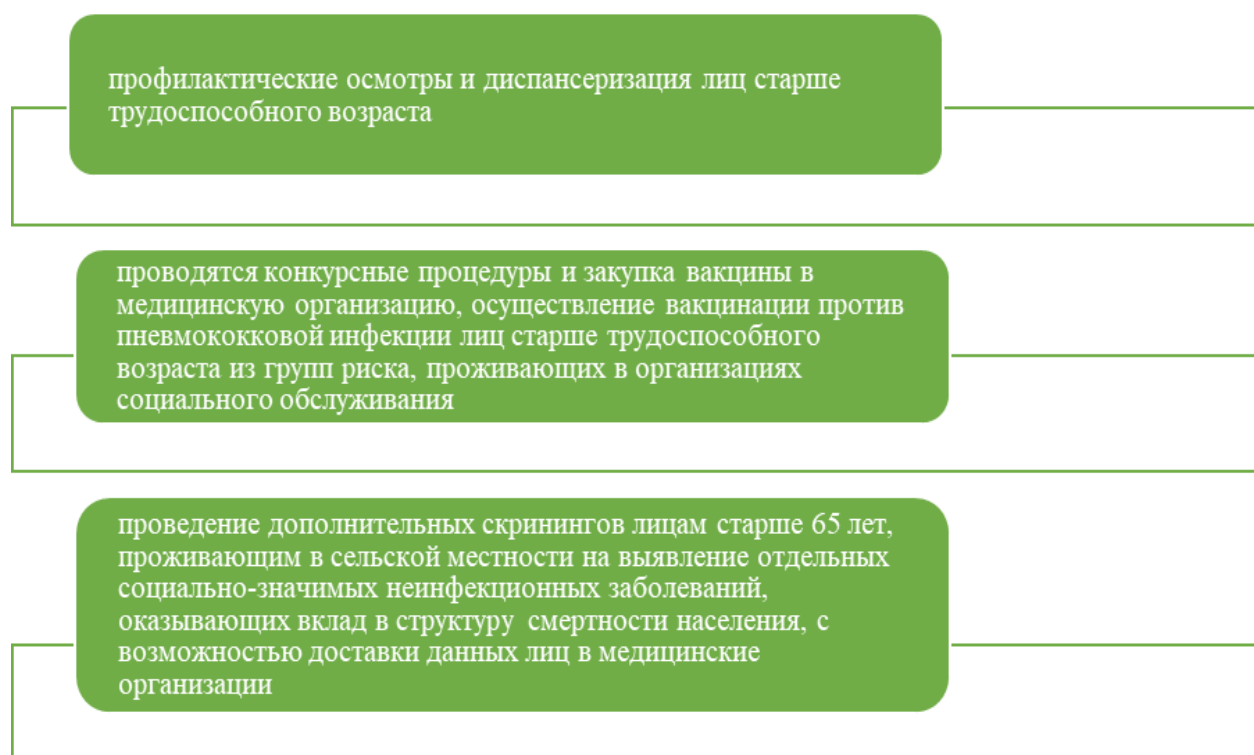 профилактические осмотры и диспансеризация лиц старше
трудоспособного возраста
проводятся конкурсные процедуры и закупка вакцины в
медицинскую организацию, осуществление вакцинации против
пневмококковой инфекции лиц старше трудоспособного
возраста из групп риска, проживающих в организациях
социального обслуживания
проведение дополнительных скринингов лицам старше 65 лет,
проживающим в сельской местности на выявление отдельных
социально-значимых неинфекционных заболеваний,
оказывающих вклад в структуру смертности населения, с
возможностью доставки данных лиц в медицинские
организации